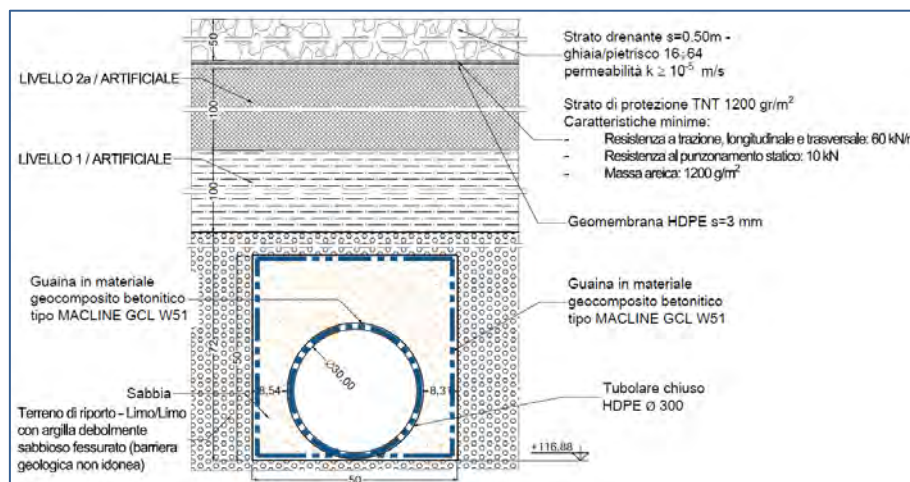 50
Strato drenante s=0.50m -
ghiaia/pietrisco 16÷64
permeabilità k ≥ 10⁻⁵ m/s
LIVELLO 2a / ARTIFICIALE
100
Strato di protezione TNT 1200 gr/m²
Caratteristiche minime:
- Resistenza a trazione, longitudinale e trasversale: 60 kN/
- Resistenza al punzonamento statico: 10 kN
- Massa areica: 1200 g/m²
LIVELLO 1 / ARTIFICIALE
100
Geomembrana HDPE s=3 mm
Guaina in materiale
geocomposito betonitico
tipo MACLINE GCL W51
Guaina in materiale
geocomposito betonitico
tipo MACLINE GCL W51
72
50
Ø30,00
8,54
8,37
Sabbia
Tubolare chiuso
HDPE Ø 300
Terreno di riporto - Limo/Limo
con argilla debolmente
sabbioso fessurato (barriera
geologica non idonea)
+116,88
50